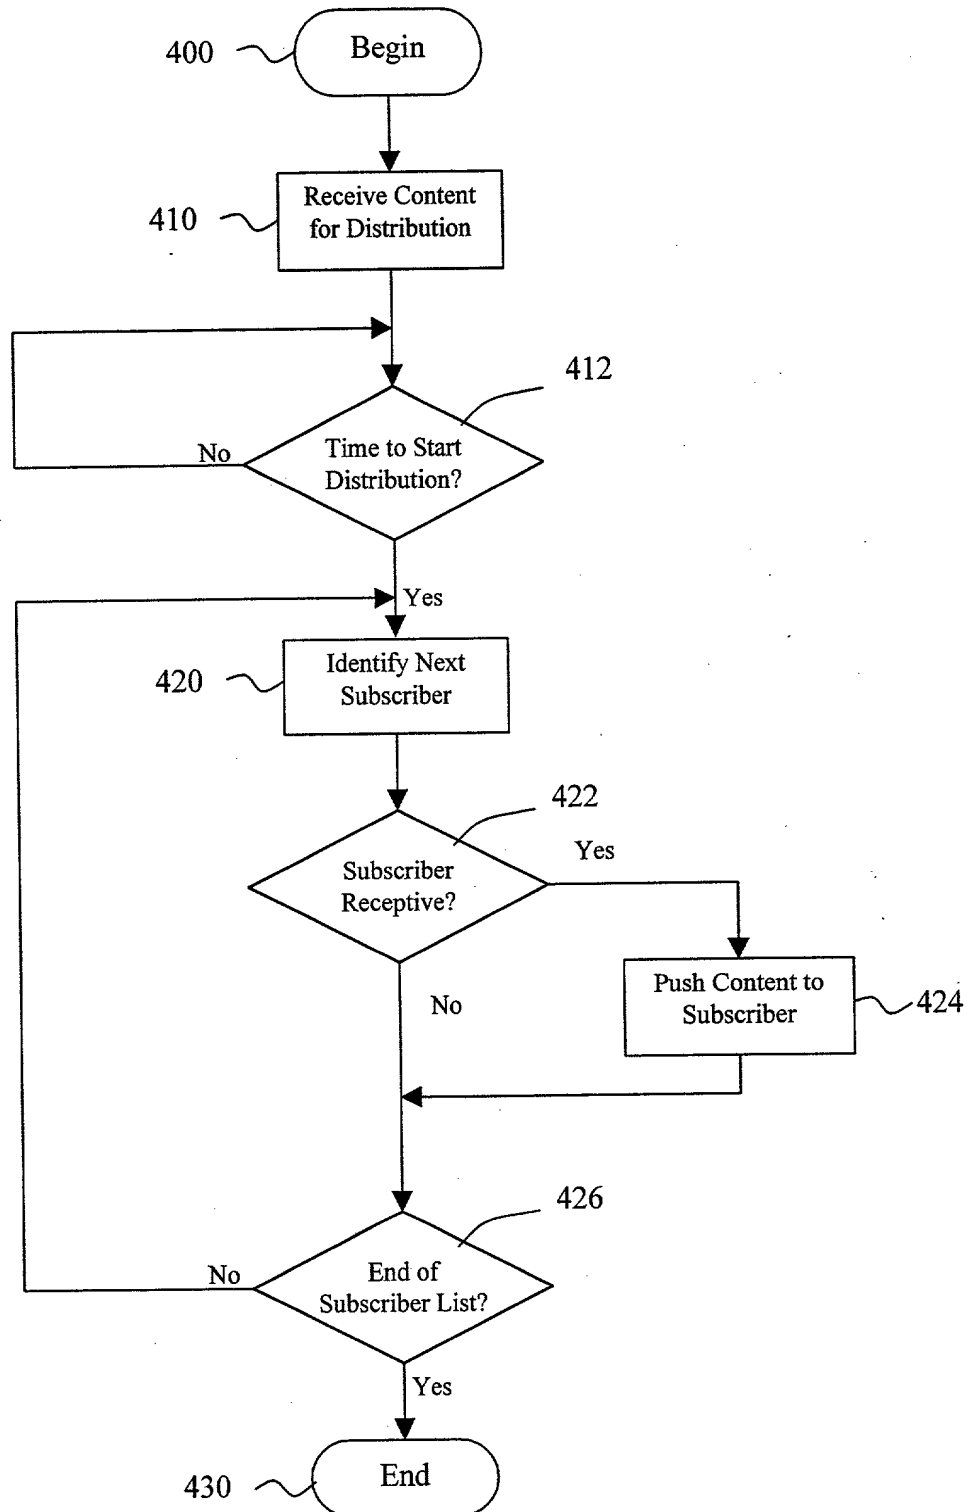 400
Begin
410
Receive Content
for Distribution
412
Time to Start
Distribution?
No
Yes
420
Identify Next
Subscriber
422
Subscriber
Receptive?
Yes
No
Push Content to
Subscriber
424
426
End of
Subscriber List?
No
Yes
430
End